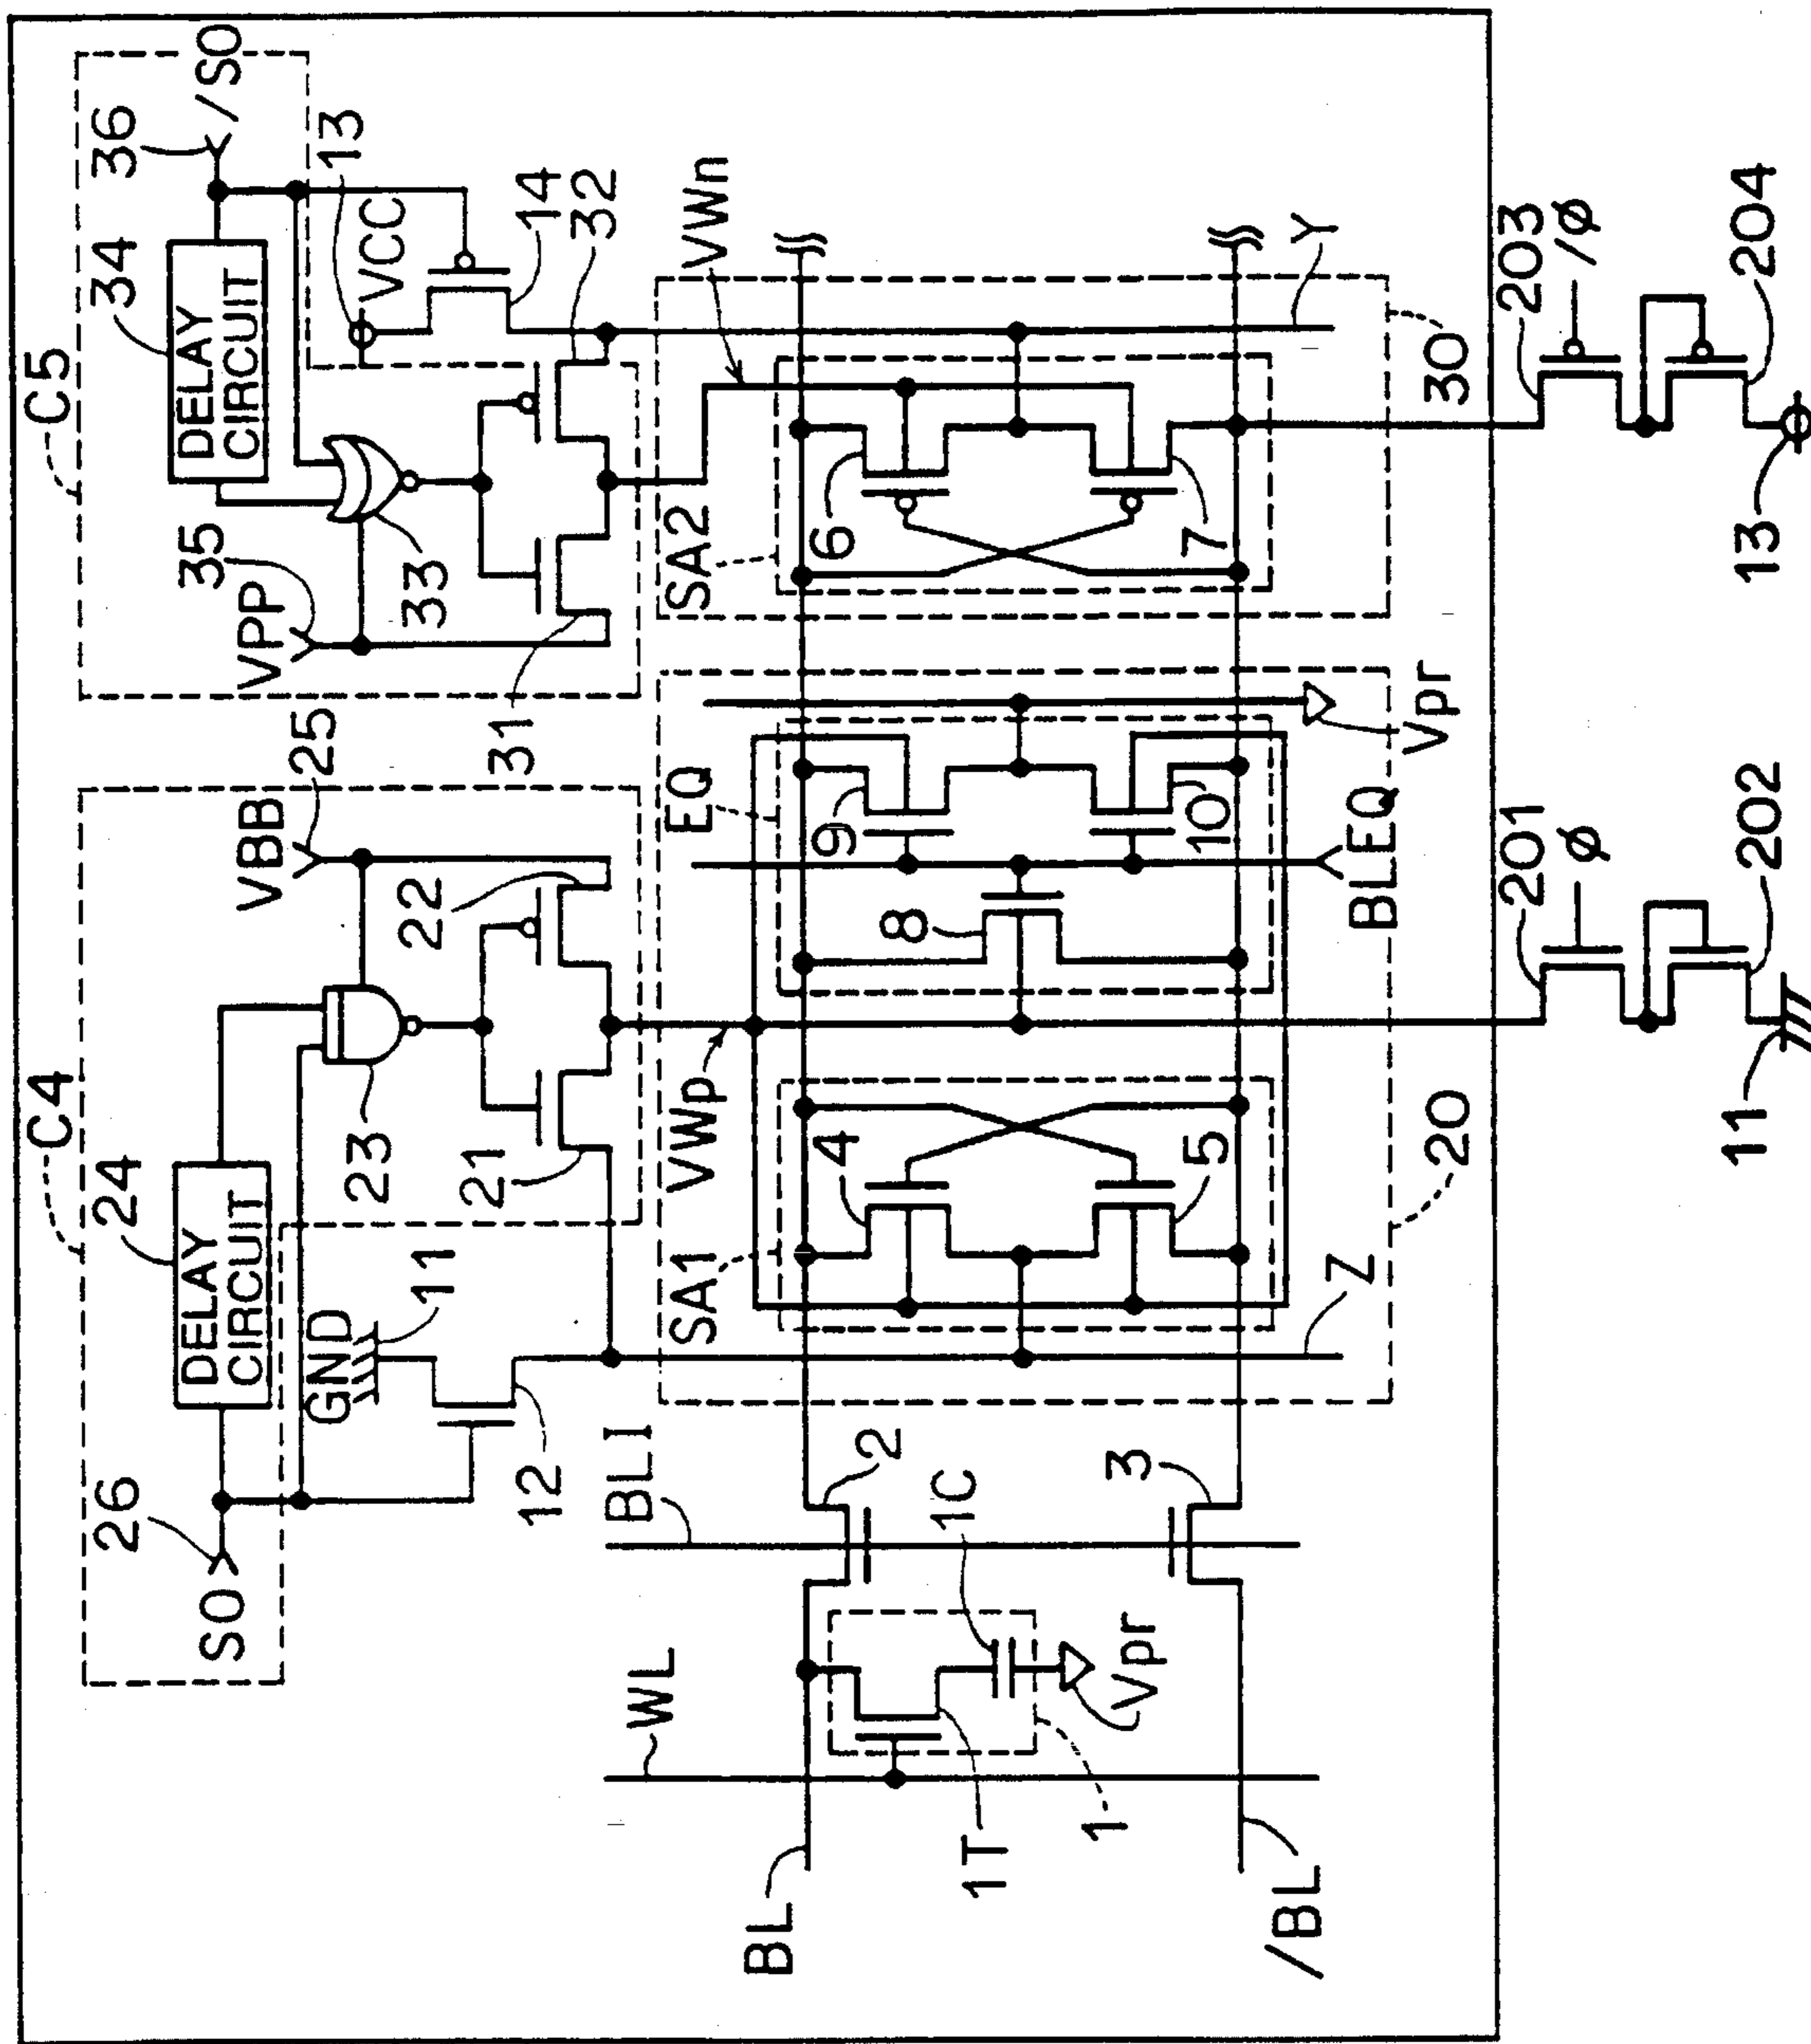 C4
C5
26
24
DELAY
CIRCUIT
VBB
25
VPP
35
34
DELAY
CIRCUIT
36
S0
/S0
GND
11
23
22
33
VCC
13
12
21
31
14
32
WL
BLI
2
SA1
VWp
EQ
SA2
VWn
BL
4
8
9
6
1C
1T
3
5
10
7
1
Vpr
Z
BLEQ
Vpr
Y
/BL
20
30
201
φ
203
/φ
202
204
11
13